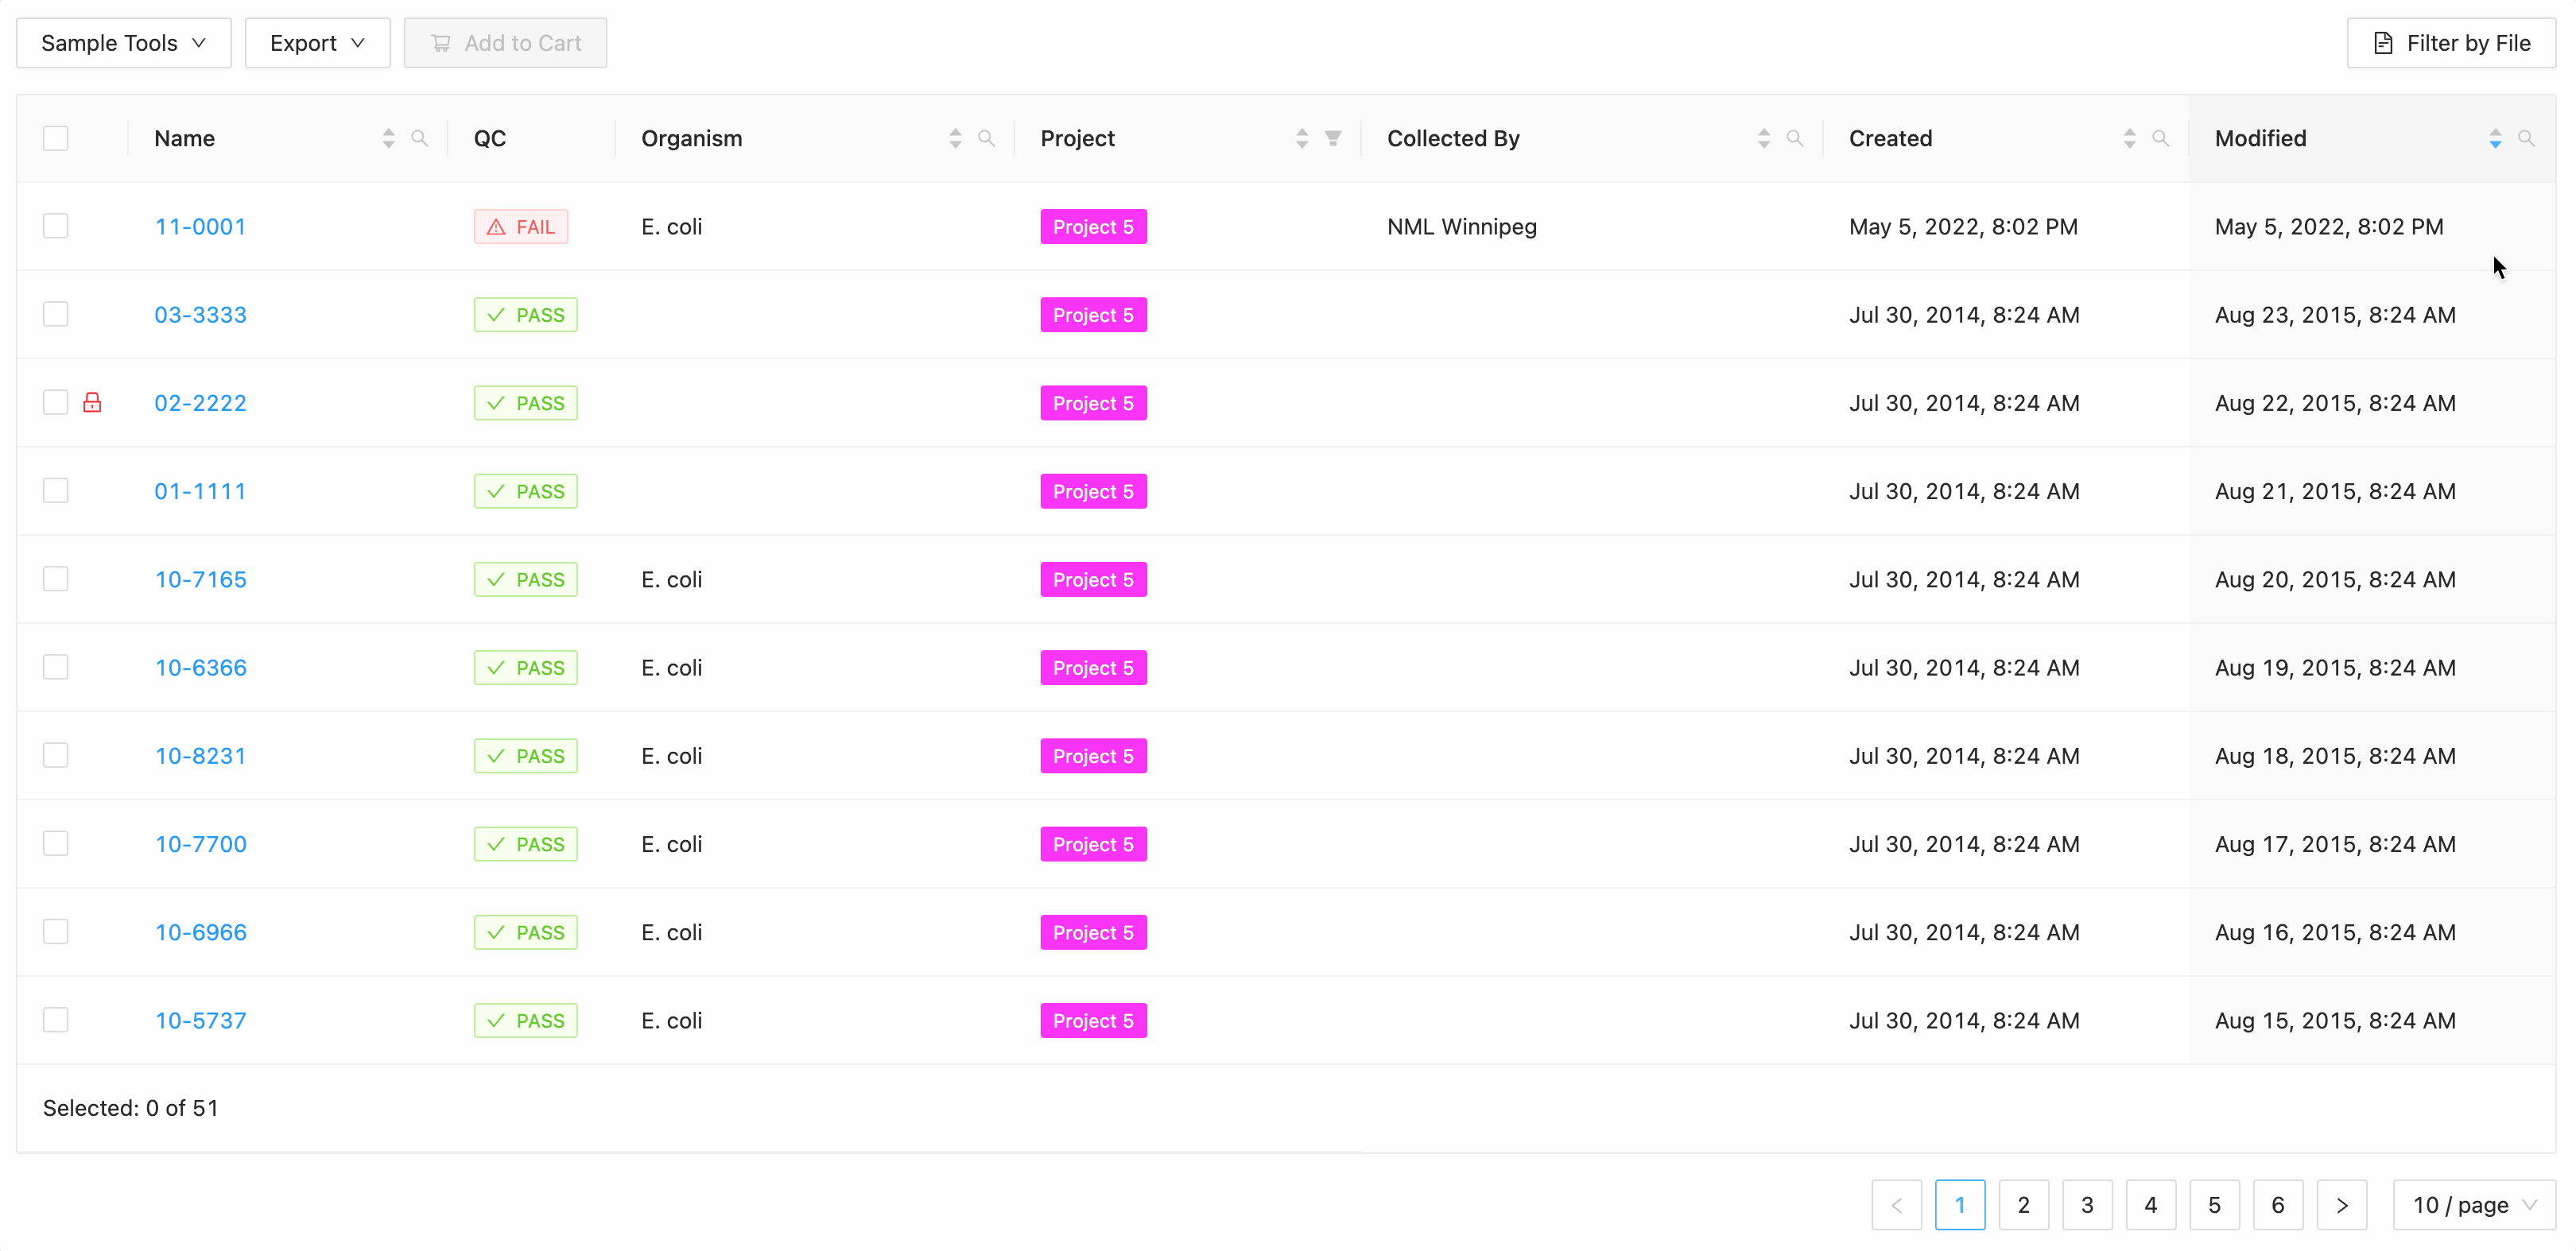 Sample Tools Export Add to Cart Filter by File
Name QC Organism Project Collected By Created Modified
11-0001 FAIL E. coli Project 5 NML Winnipeg May 5, 2022, 8:02 PM May 5, 2022, 8:02 PM
03-3333 PASS Project 5 Jul 30, 2014, 8:24 AM Aug 23, 2015, 8:24 AM
02-2222 PASS Project 5 Jul 30, 2014, 8:24 AM Aug 22, 2015, 8:24 AM
01-1111 PASS Project 5 Jul 30, 2014, 8:24 AM Aug 21, 2015, 8:24 AM
10-7165 PASS E. coli Project 5 Jul 30, 2014, 8:24 AM Aug 20, 2015, 8:24 AM
10-6366 PASS E. coli Project 5 Jul 30, 2014, 8:24 AM Aug 19, 2015, 8:24 AM
10-8231 PASS E. coli Project 5 Jul 30, 2014, 8:24 AM Aug 18, 2015, 8:24 AM
10-7700 PASS E. coli Project 5 Jul 30, 2014, 8:24 AM Aug 17, 2015, 8:24 AM
10-6966 PASS E. coli Project 5 Jul 30, 2014, 8:24 AM Aug 16, 2015, 8:24 AM
10-5737 PASS E. coli Project 5 Jul 30, 2014, 8:24 AM Aug 15, 2015, 8:24 AM
Selected: 0 of 51
1 2 3 4 5 6 10 / page